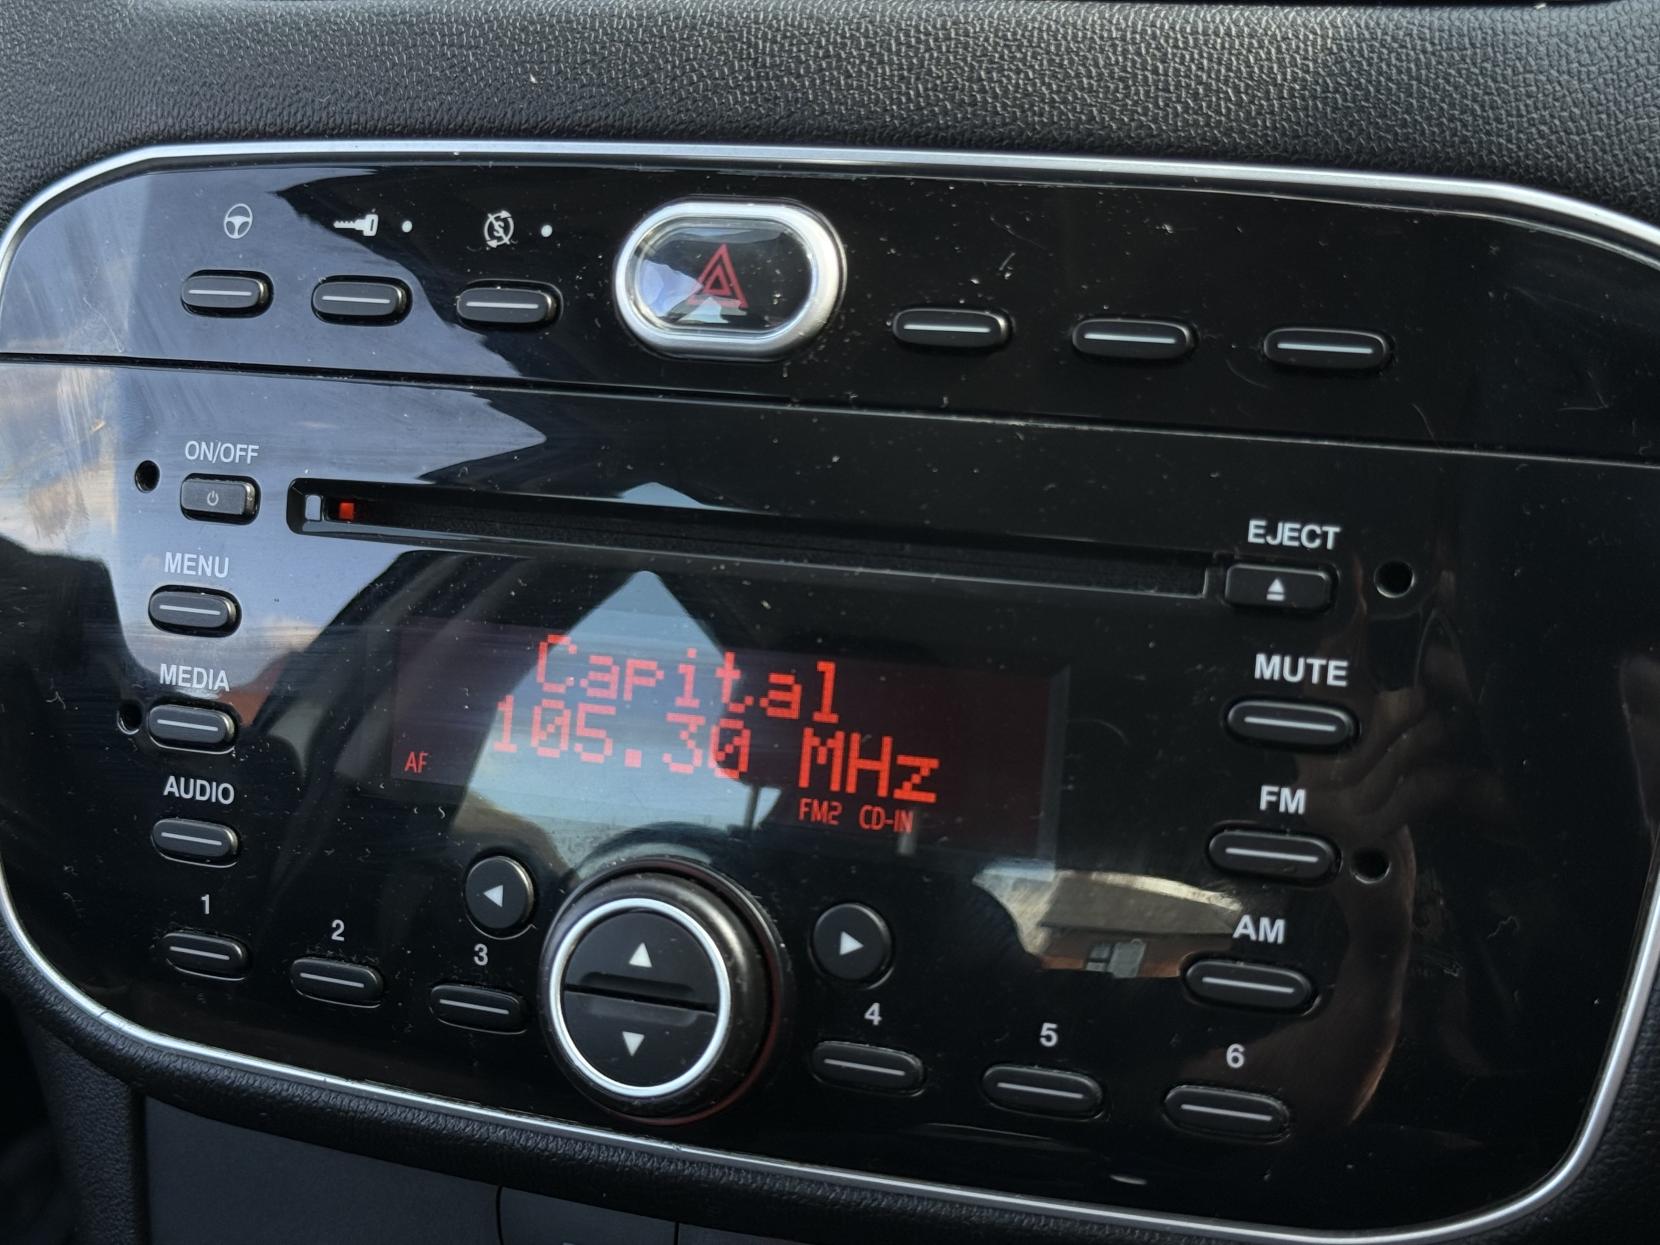 ON/OFF
EJECT
MENU
MUTE
MEDIA
Capital
105.30 MHz
AF
FM2 CD-IN
AUDIO
FM
AM
1
2
3
4
5
6